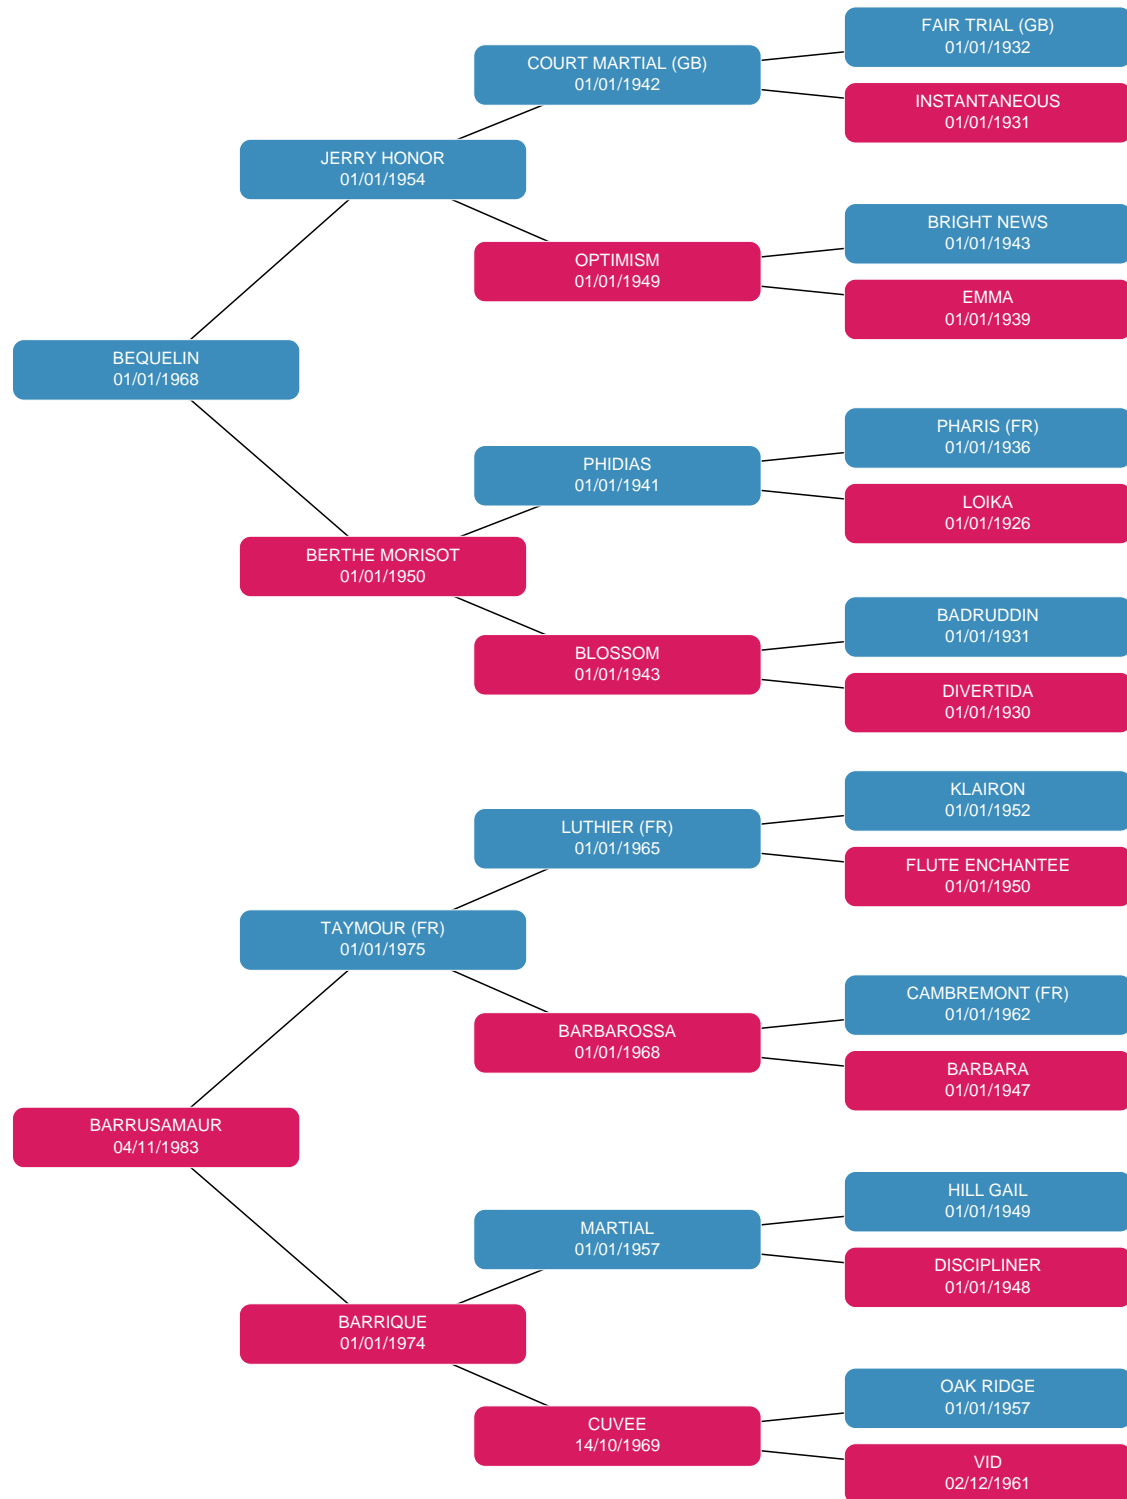 FAIR TRIAL (GB)
01/01/1932
COURT MARTIAL (GB)
01/01/1942
INSTANTANEOUS
01/01/1931
JERRY HONOR
01/01/1954
BRIGHT NEWS
01/01/1943
OPTIMISM
01/01/1949
EMMA
01/01/1939
BEQUELIN
01/01/1968
PHARIS (FR)
01/01/1936
PHIDIAS
01/01/1941
LOIKA
01/01/1926
BERTHE MORISOT
01/01/1950
BADRUDDIN
01/01/1931
BLOSSOM
01/01/1943
DIVERTIDA
01/01/1930
KLAIRON
01/01/1952
LUTHIER (FR)
01/01/1965
FLUTE ENCHANTEE
01/01/1950
TAYMOUR (FR)
01/01/1975
CAMBREMONT (FR)
01/01/1962
BARBAROSSA
01/01/1968
BARBARA
01/01/1947
BARRUSAMAUR
04/11/1983
HILL GAIL
01/01/1949
MARTIAL
01/01/1957
DISCIPLINER
01/01/1948
BARRIQUE
01/01/1974
OAK RIDGE
01/01/1957
CUVEE
14/10/1969
VID
02/12/1961